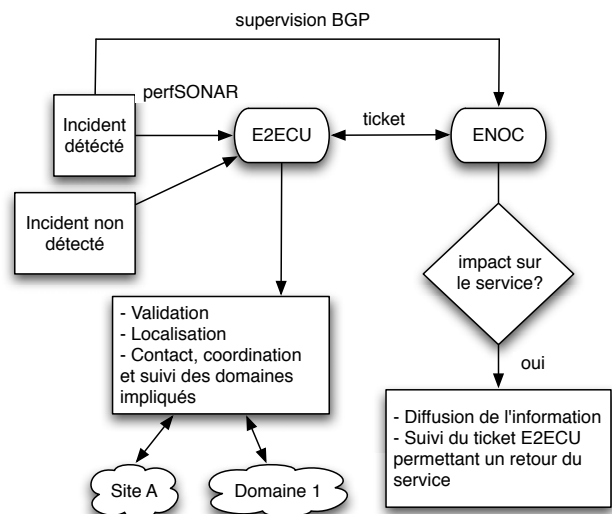 supervision BGP
perfSONAR
Incident
détécté
E2ECU
ticket
ENOC
Incident non
détecté
impact sur
le service?
- Validation
- Localisation
- Contact, coordination
et suivi des domaines
impliqués
oui
- Diffusion de l'information
- Suivi du ticket E2ECU
permettant un retour du
service
Site A
Domaine 1